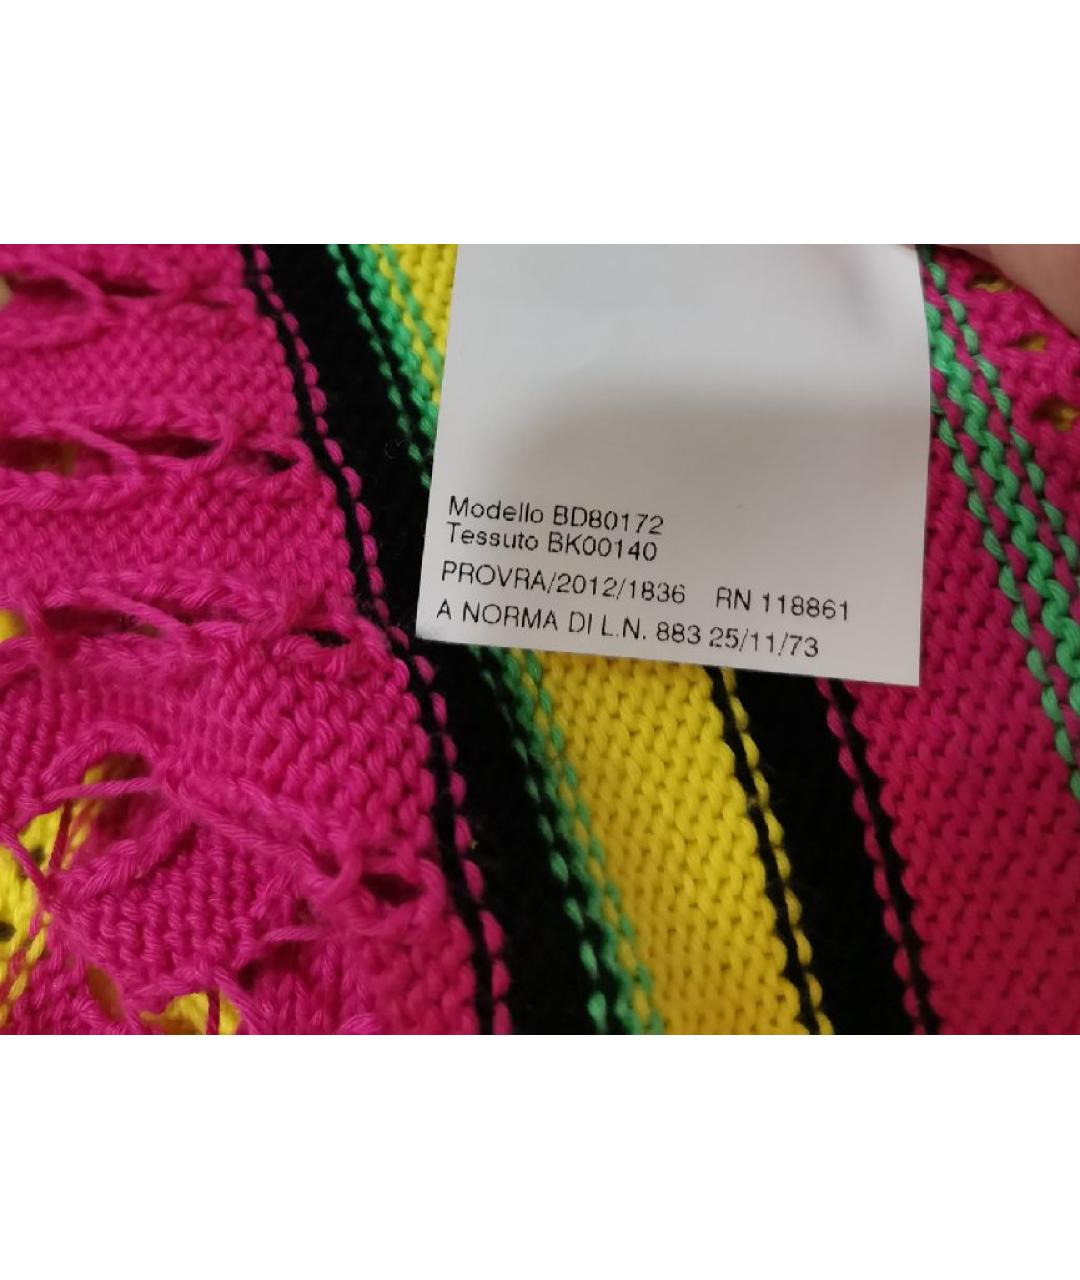 Modello BD80172
Tessuto BK00140
PROVRA/2012/1836 RN 118861
A NORMA DI L.N. 883 25/11/73